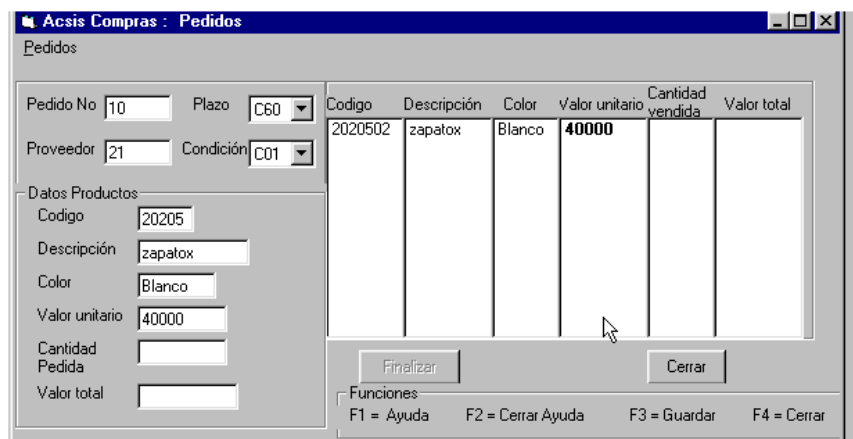 Acsis Compras : Pedidos
Pedidos
Pedido No 10 Plazo C60
Proveedor 21 Condición C01
Datos Productos
Codigo 20205
Descripción zapatox
Color Blanco
Valor unitario 40000
Cantidad
Pedida
Valor total
Codigo Descripción Color Valor unitario Cantidad
vendida Valor total
2020502 zapatox Blanco 40000
Finalizar Cerrar
Funciones
F1 = Ayuda F2 = Cerrar Ayuda F3 = Guardar F4 = Cerrar